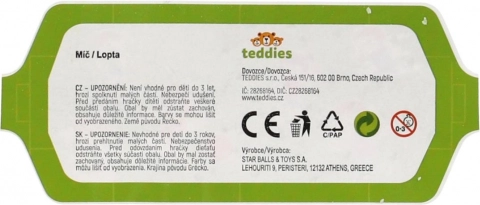 Míč / Lopta
CZ - UPOZORNĚNÍ: Není vhodné pro děti do 3 let,
hrozí spolknutí malých částí. Nebezpečí udušení.
Před předáním hračky dítěti odstraňte veškeré
součásti obalu. Obal by měl zůstat zachován,
obsahuje důležité informace. Barvy se mohou lišit
od vyobrazeného. Země původu Řecko.
SK - UPOZORNENIE: Nevhodné pre deti do 3 rokov,
hrozí prehltnutie malých častí. Nebezpečenstvo
udusenia. Pred odovzdaním hračky dieťaťu
odstráňte všetky súčasti obalu. Obal by mal zostať
zachovaný, obsahuje dôležité informácie. Farby sa
môžu líšiť od vyobrazenia. Krajina pôvodu Grécko.
teddies
Dovozce/Dovozca:
TEDDIES s.r.o., Česká 151/16, 602 00 Brno, Czech Republic
IČ: 28268164, DIČ: CZ28268164
www.teddies.cz
CE
C/PAP
0-3
Výrobce/Výrobca:
STAR BALLS & TOYS S.A.
LEHOURITI 9, PERISTERI, 12132 ATHENS, GREECE